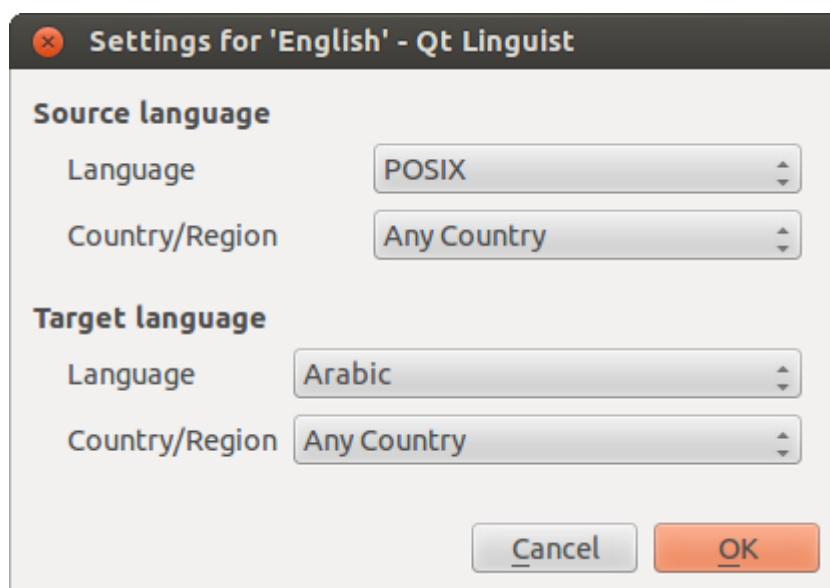 Settings for 'English' - Qt Linguist
Source language
Language POSIX
Country/Region Any Country
Target language
Language Arabic
Country/Region Any Country
Cancel OK